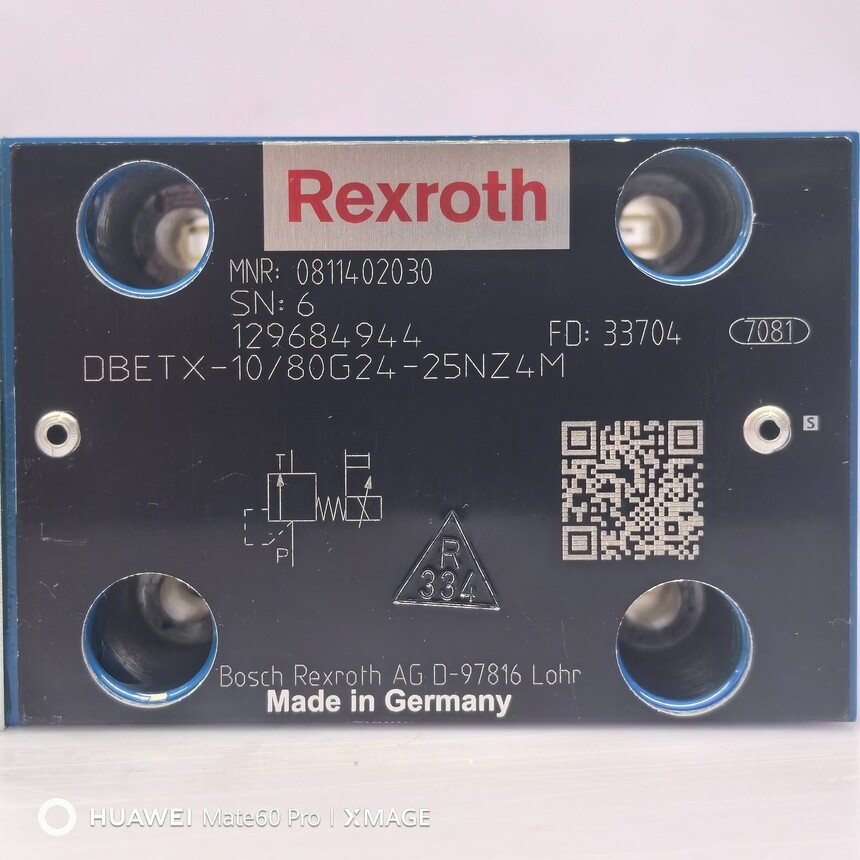 Rexroth
MNR: 0811402030
SN: 6
129684944
FD: 33704
7081
DBETX-10/80G24-25NZ4M
S
T
P
R
334
Bosch Rexroth AG D-97816 Lohr
Made in Germany
HUAWEI Mate60 Pro | XMAGE